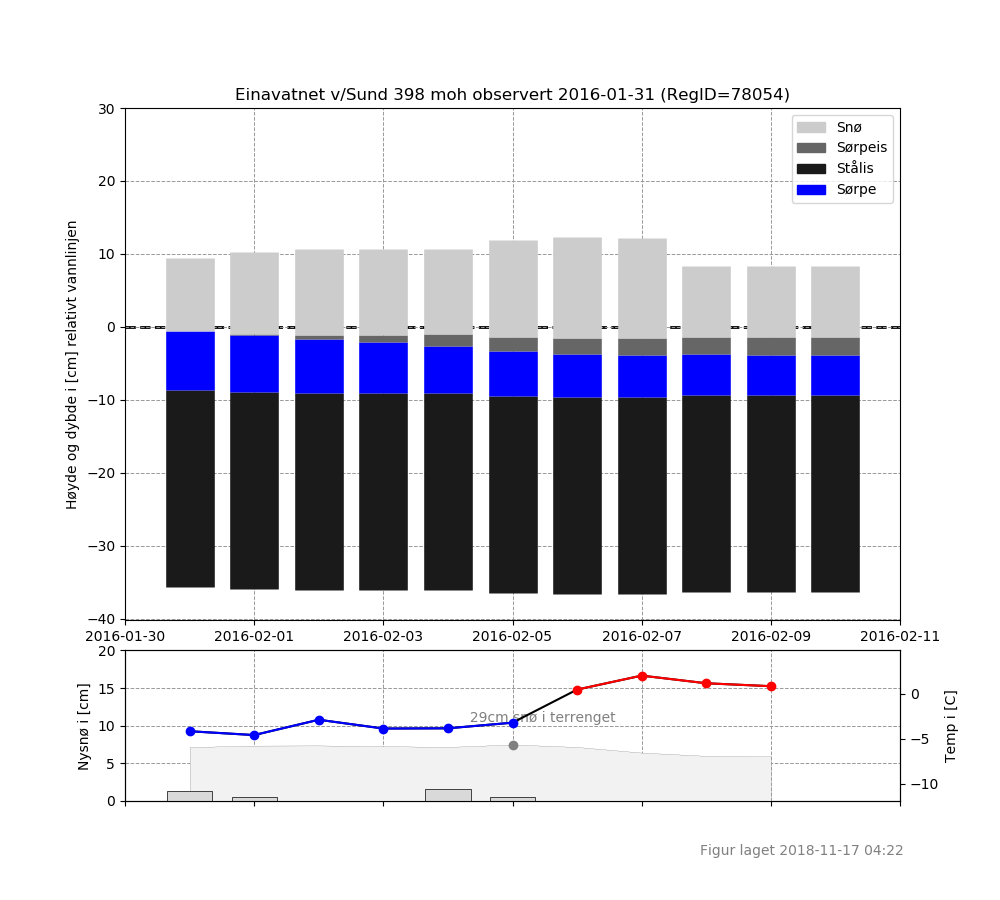 Einavatnet v/Sund 398 moh observert 2016-01-31 (RegID=78054)
30
20
10
0
−10
−20
−30
−40
Høyde og dybde i [cm] relativt vannlinjen
Snø
Sørpeis
Stålis
Sørpe
2016-01-30 2016-02-01 2016-02-03 2016-02-05 2016-02-07 2016-02-09 2016-02-11
20
15
10
5
0
Nysnø i [cm]
29cm snø i terrenget
0
−5
−10
Temp i [C]
Figur laget 2018-11-17 04:22